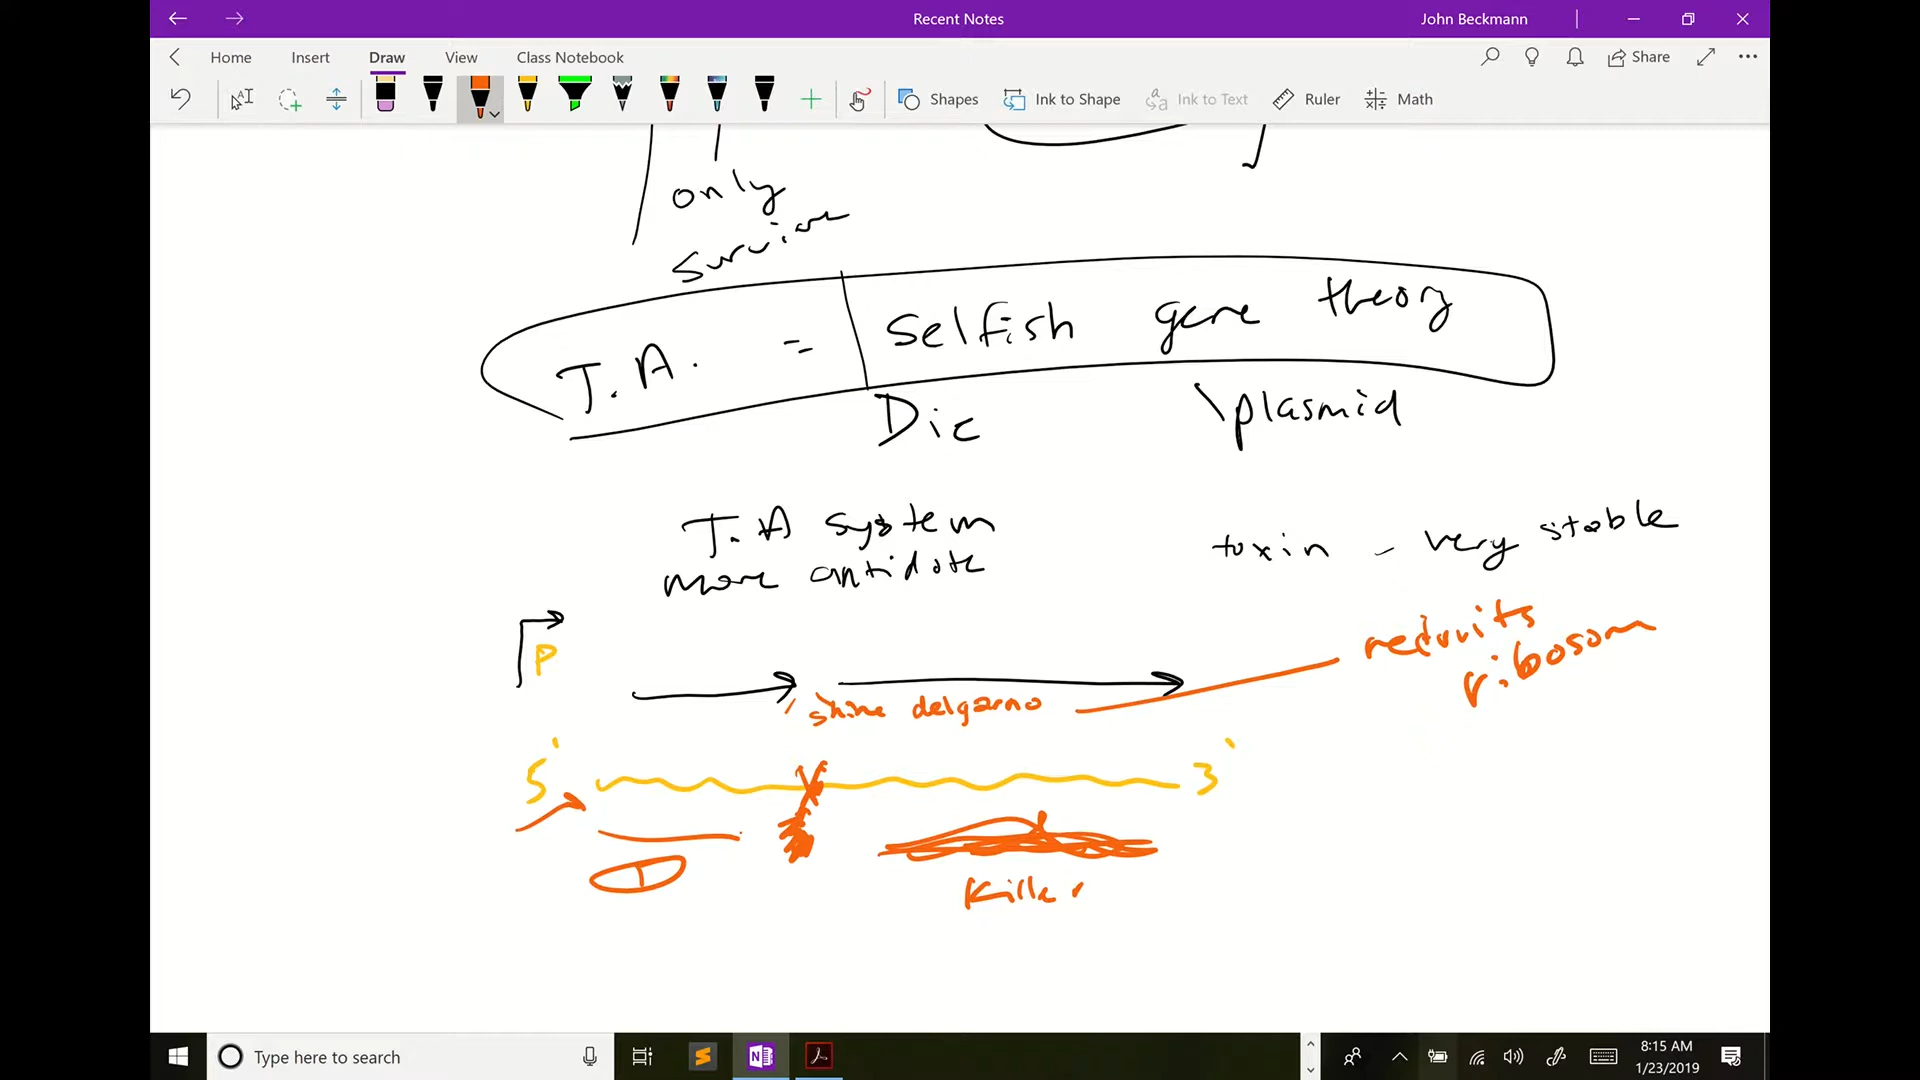 Recent Notes
John Beckmann
Home Insert Draw View Class Notebook
Share
Shapes Ink to Shape Ink to Text Ruler Math
only
survive
T.A. = Selfish gene theory
Die plasmid
T.A system
more antidote
toxin - very stable
P
recruits
ribosom
shine delgarno
5' 3'
Killer
Type here to search
8:15 AM
1/23/2019